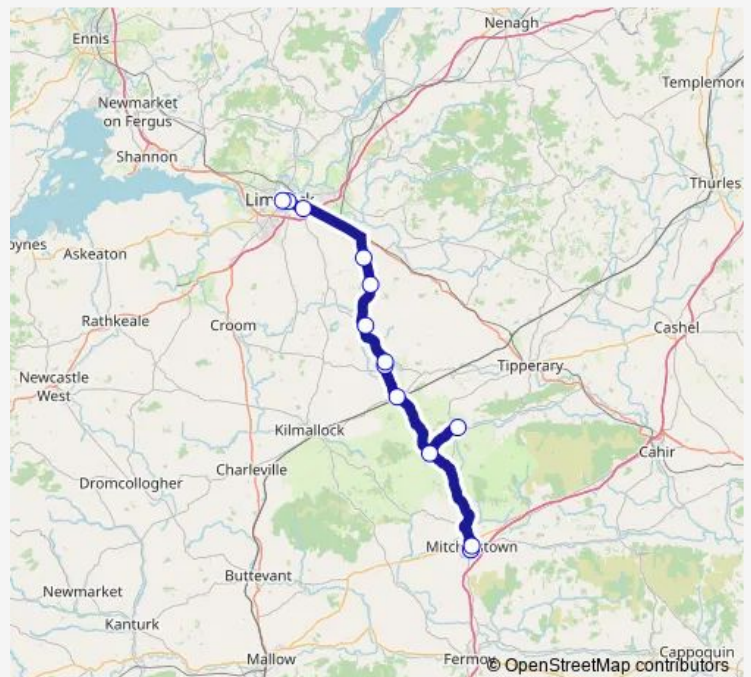 Nenagh
Ennis
Templemore
Newmarket
on Fergus
Shannon
Thurles
Askeaton
Rathkeale
Croom
Cashel
Tipperary
Newcastle
West
Kilmallock
Cahir
Charleville
Dromcollogher
Buttevant
Newmarket
Kanturk
Mallow
Cappoquin
© OpenStreetMap contributors